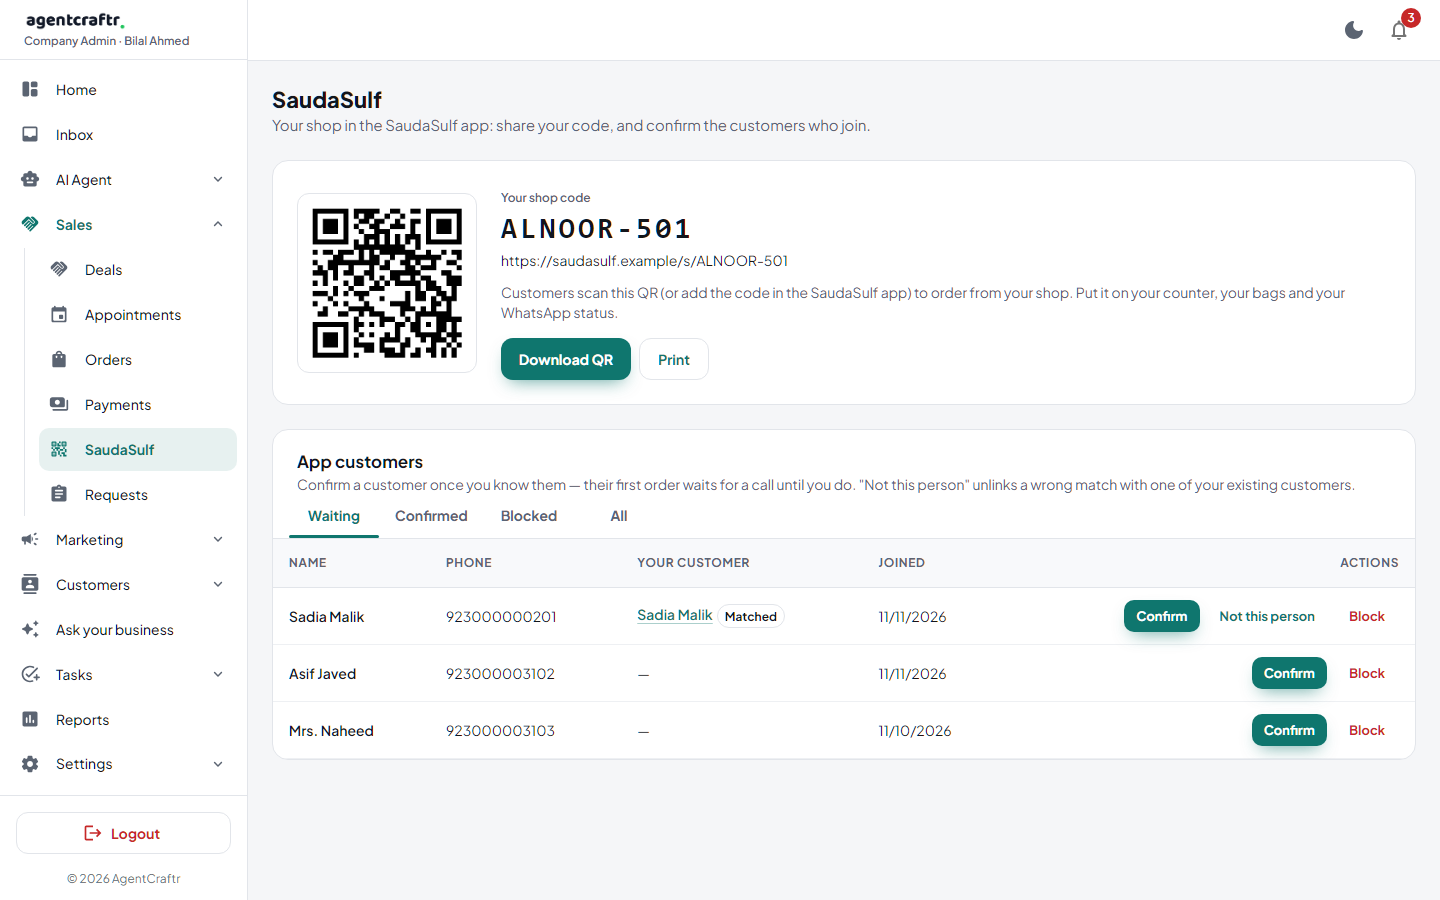 agentcraftr.
Company Admin · Bilal Ahmed
3
Home
Inbox
AI Agent
Sales
Deals
Appointments
Orders
Payments
SaudaSulf
Requests
Marketing
Customers
Ask your business
Tasks
Reports
Settings
Logout
© 2026 AgentCraftr
SaudaSulf
Your shop in the SaudaSulf app: share your code, and confirm the customers who join.
Your shop code
ALNOOR-501
https://saudasulf.example/s/ALNOOR-501
Customers scan this QR (or add the code in the SaudaSulf app) to order from your shop. Put it on your counter, your bags and your
WhatsApp status.
Download QR Print
App customers
Confirm a customer once you know them — their first order waits for a call until you do. "Not this person" unlinks a wrong match with one of your existing customers.
Waiting Confirmed Blocked All
NAME PHONE YOUR CUSTOMER JOINED ACTIONS
Sadia Malik 923000000201 Sadia Malik Matched 11/11/2026 Confirm Not this person Block
Asif Javed 923000003102 — 11/11/2026 Confirm Block
Mrs. Naheed 923000003103 — 11/10/2026 Confirm Block